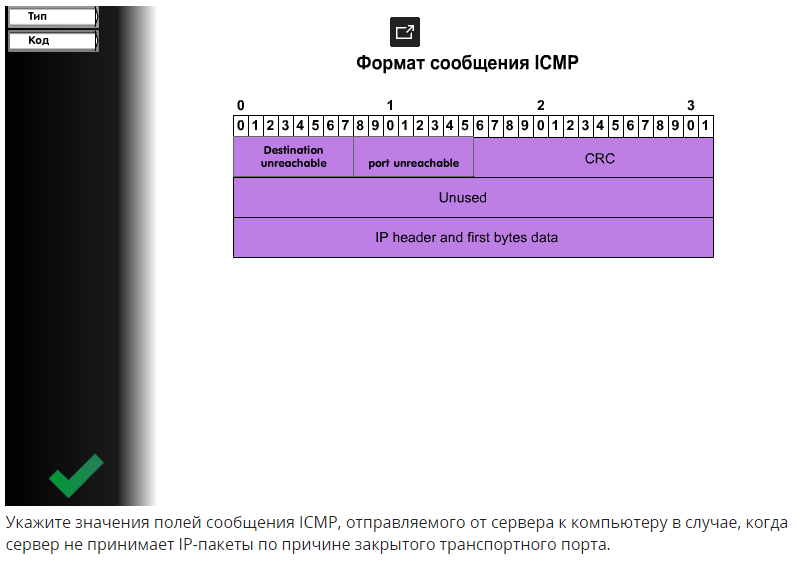 Тип
Код
Формат сообщения ICMP
0 1 2 3
0 1 2 3 4 5 6 7 8 9 0 1 2 3 4 5 6 7 8 9 0 1 2 3 4 5 6 7 8 9 0 1
Destination
unreachable
port unreachable
CRC
Unused
IP header and first bytes data
Укажите значения полей сообщения ICMP, отправляемого от сервера к компьютеру в случае, когда
сервер не принимает IP-пакеты по причине закрытого транспортного порта.